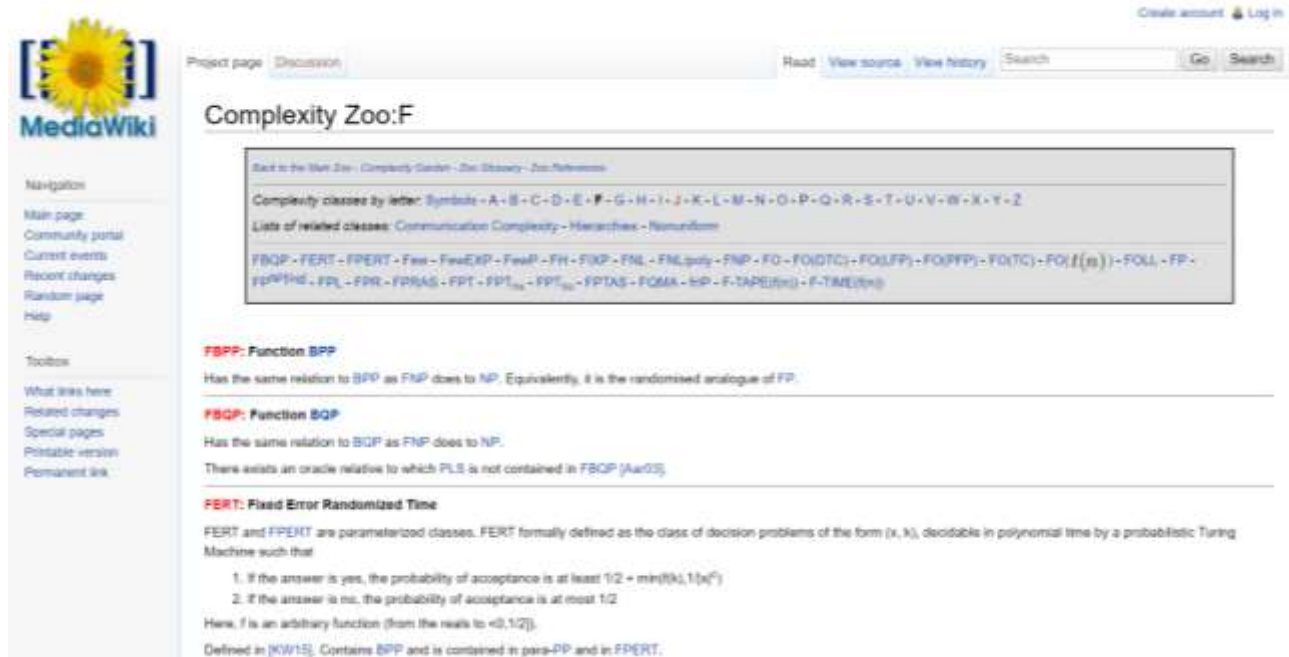 Create account Log in
Project page Discussion Read View source View history Search Go Search
MediaWiki
Complexity Zoo:F
Back to the Main Zoo - Complexity Garden - Zoo Glossary - Zoo References
Complexity classes by letter: Symbols - A - B - C - D - E - F - G - H - I - J - K - L - M - N - O - P - Q - R - S - T - U - V - W - X - Y - Z
Lists of related classes: Communication Complexity - Hierarchies - Nonuniform
FBQP - FERT - FPERT - Few - FewEXP - FewP - FH - FIXP - FNL - FNL/poly - FNP - FO - FO(DTC) - FO(LFP) - FO(PFP) - FO(TC) - FO(t(n)) - FOLL - FP -
- FPL - FPR - FPRAS - FPT - FPT - FPT - FPTAS - FQMA - frIP - F-TAPE(f(n)) - F-TIME(f(n))
Navigation
Main page
Community portal
Current events
Recent changes
Random page
Help
Toolbox
What links here
Related changes
Special pages
Printable version
Permanent link
FBPP: Function BPP
Has the same relation to BPP as FNP does to NP. Equivalently, it is the randomised analogue of FP.
FBQP: Function BQP
Has the same relation to BQP as FNP does to NP.
There exists an oracle relative to which PLS is not contained in FBQP [Aar03].
FERT: Fixed Error Randomized Time
FERT and FPERT are parameterized classes. FERT formally defined as the class of decision problems of the form (x, k), decidable in polynomial time by a probabilistic Turing
Machine such that
1. If the answer is yes, the probability of acceptance is at least 1/2 + min(f(k),1/|x|^c)
2. If the answer is no, the probability of acceptance is at most 1/2
Here, f is an arbitrary function (from the reals to <0,1/2]).
Defined in [KW15]. Contains BPP and is contained in para-PP and in FPERT.